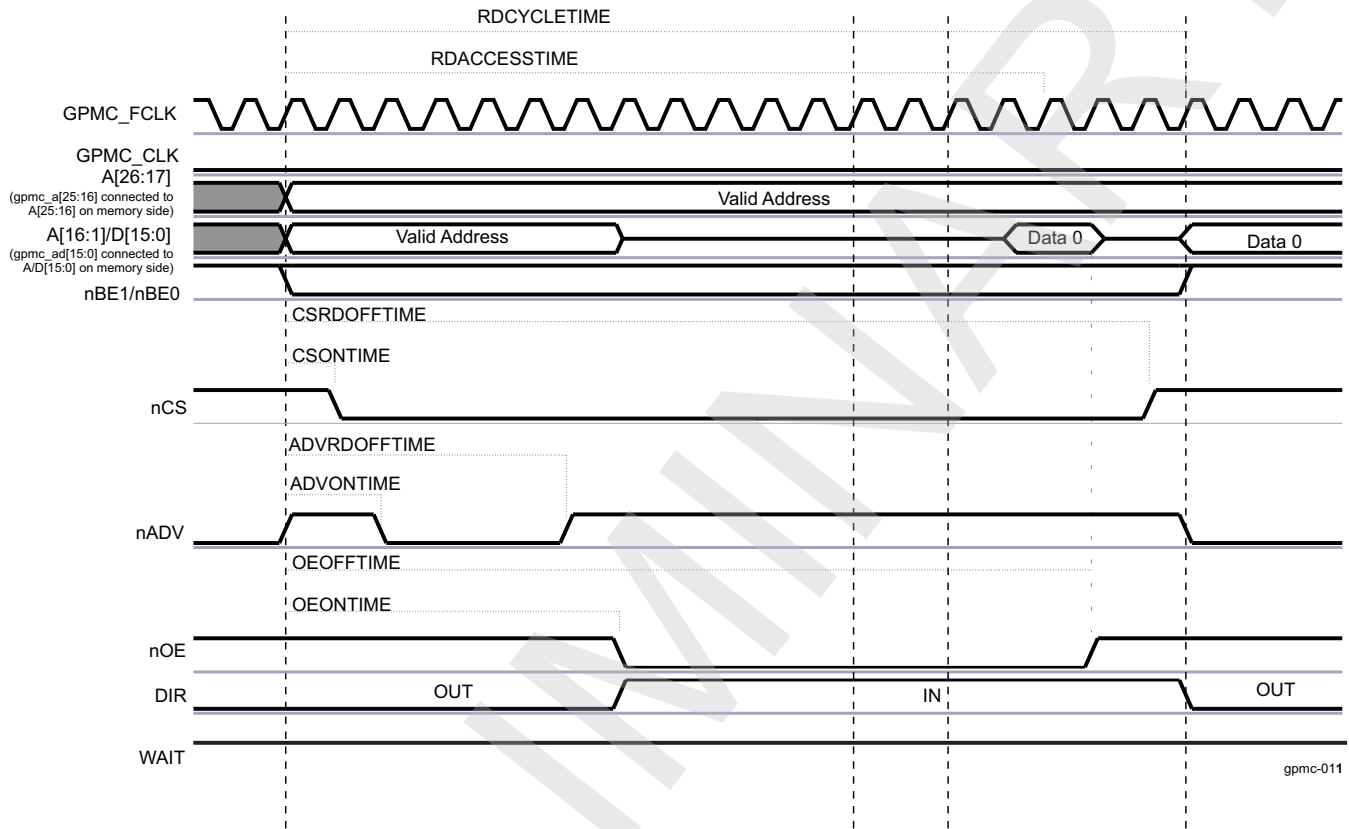 RDCYCLETIME
RDACCESSTIME
GPMC_FCLK
GPMC_CLK
A[26:17]
(gpmc_a[25:16] connected to
A[25:16] on memory side)
Valid Address
A[16:1]/D[15:0]
(gpmc_ad[15:0] connected to
A/D[15:0] on memory side)
Valid Address
Data 0
Data 0
nBE1/nBE0
CSRDOFFTIME
CSONTIME
nCS
ADVRDOFFTIME
ADVONTIME
nADV
OEOFFTIME
OEONTIME
nOE
DIR
OUT
IN
OUT
WAIT
gpmc-011
IMINAR